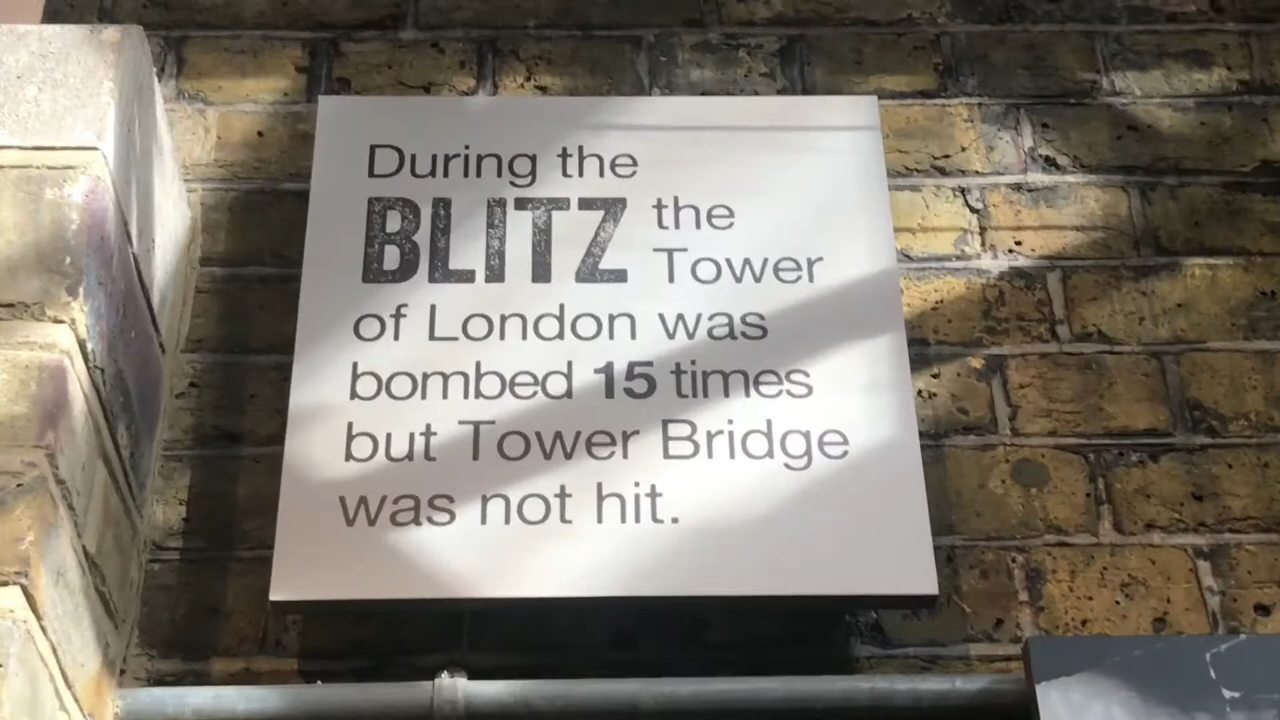 During the
BLITZ the
Tower
of London was
bombed 15 times
but Tower Bridge
was not hit.